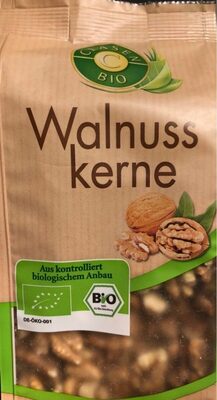 CLASEN
C
BIO
Walnuss
kerne
Aus kontrolliert
biologischem Anbau
BIO
DE-ÖKO-001